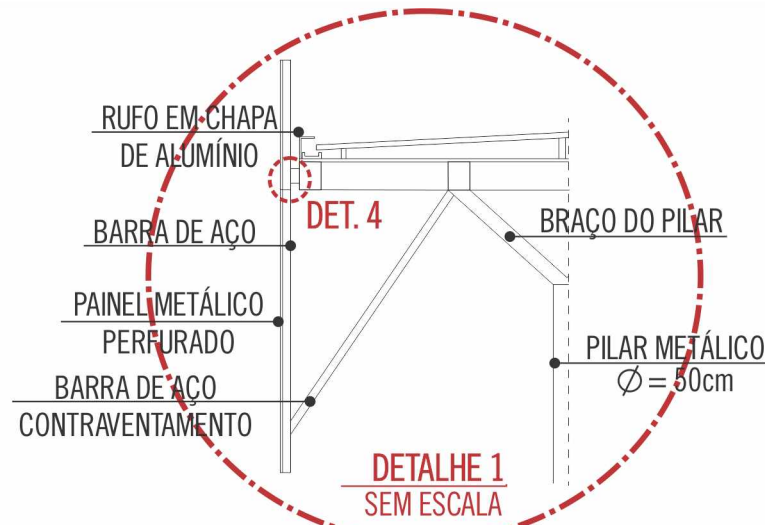 RUFO EM CHAPA
DE ALUMÍNIO
DET. 4
BARRA DE AÇO
BRAÇO DO PILAR
PAINEL METÁLICO
PERFURADO
PILAR METÁLICO
Ø = 50cm
BARRA DE AÇO
CONTRAVENTAMENTO
DETALHE 1
SEM ESCALA